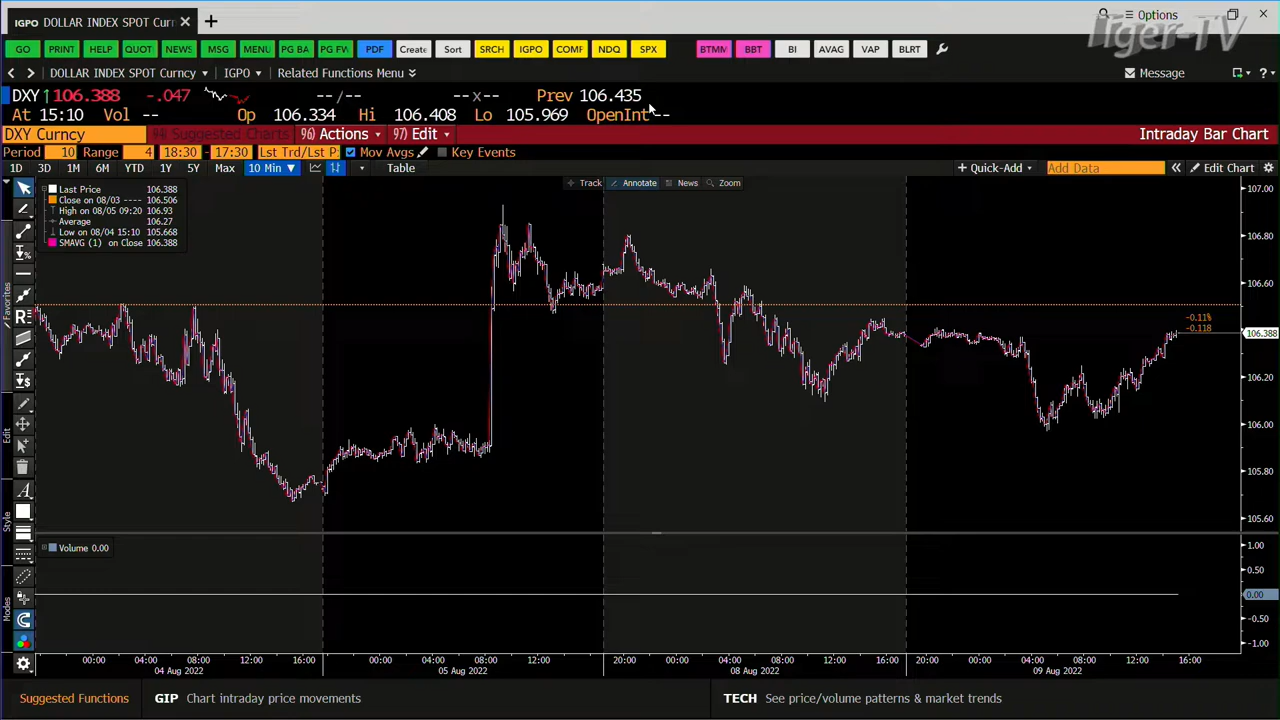 IGPO DOLLAR INDEX SPOT Curr × +
Options
Tiger-TV
GO PRINT HELP QUOT NEWS MSG MENU PG BA PG FV PDF Create Sort SRCH IGPO COMF NDQ SPX BTMM BBT BI AVAG VAP BLRT
DOLLAR INDEX SPOT Curncy IGPO Related Functions Menu Message
DXY ↑106.388 -.047 -- / -- -- x -- Prev 106.435
At 15:10 Vol -- Op 106.334 Hi 106.408 Lo 105.969 OpenInt --
DXY Curncy 94) Suggested Charts 96) Actions 97) Edit Intraday Bar Chart
Period 10 Range 4 18:30 - 17:30 Lst Trd/Lst P Mov Avgs Key Events
1D 3D 1M 6M YTD 1Y 5Y Max 10 Min ▼ Table + Quick-Add Add Data « Edit Chart
Track Annotate News Zoom
Last Price 106.388
Close on 08/03 ---- 106.506
High on 08/05 09:20 106.93
Average 106.27
Low on 08/04 15:10 105.668
SMAVG (1) on Close 106.388
107.00
106.80
106.60
-0.11%
-0.118
106.388
106.20
106.00
105.80
105.60
Favorites
Edit
Style
Modes
Volume 0.00
1.00
0.50
0.00
-0.50
-1.00
00:00 04:00 08:00 12:00 16:00 00:00 04:00 08:00 12:00 20:00 00:00 04:00 08:00 12:00 16:00 20:00 00:00 04:00 08:00 12:00 16:00
04 Aug 2022 05 Aug 2022 08 Aug 2022 09 Aug 2022
Suggested Functions GIP Chart intraday price movements TECH See price/volume patterns & market trends